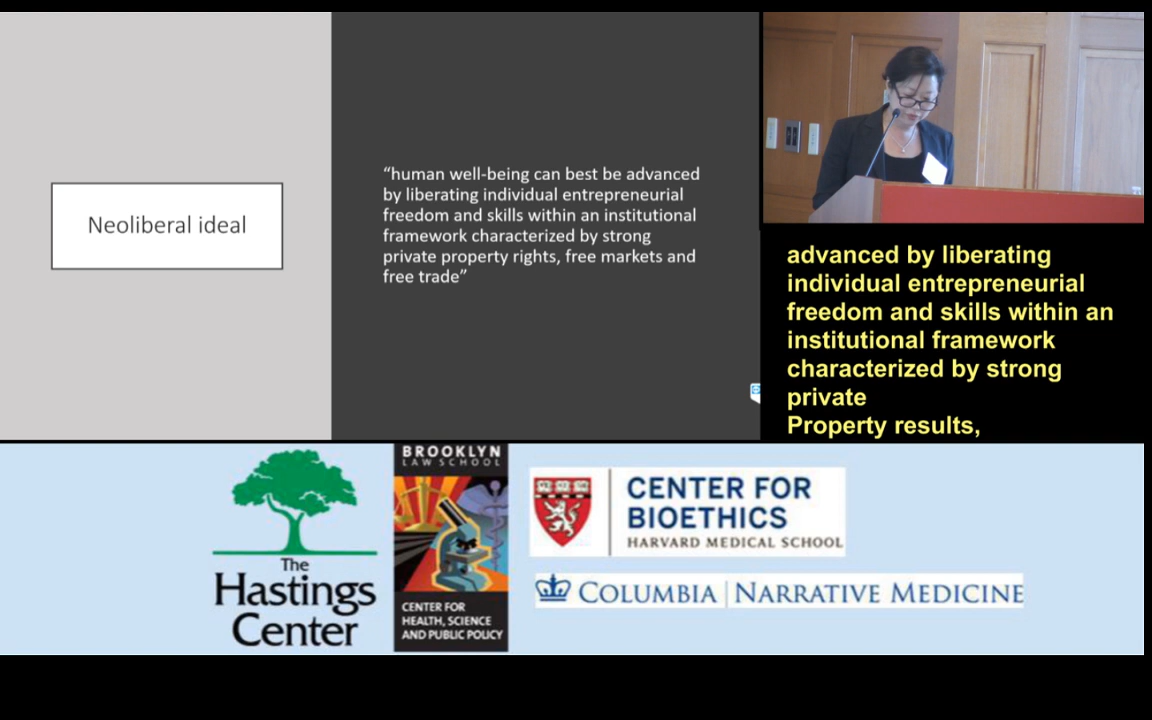 Neoliberal ideal
“human well-being can best be advanced
by liberating individual entrepreneurial
freedom and skills within an institutional
framework characterized by strong
private property rights, free markets and
free trade”
advanced by liberating
individual entrepreneurial
freedom and skills within an
institutional framework
characterized by strong
private
Property results,
The
Hastings
Center
BROOKLYN
LAW SCHOOL
CENTER FOR
HEALTH, SCIENCE
AND PUBLIC POLICY
CENTER FOR
BIOETHICS
HARVARD MEDICAL SCHOOL
COLUMBIA | NARRATIVE MEDICINE